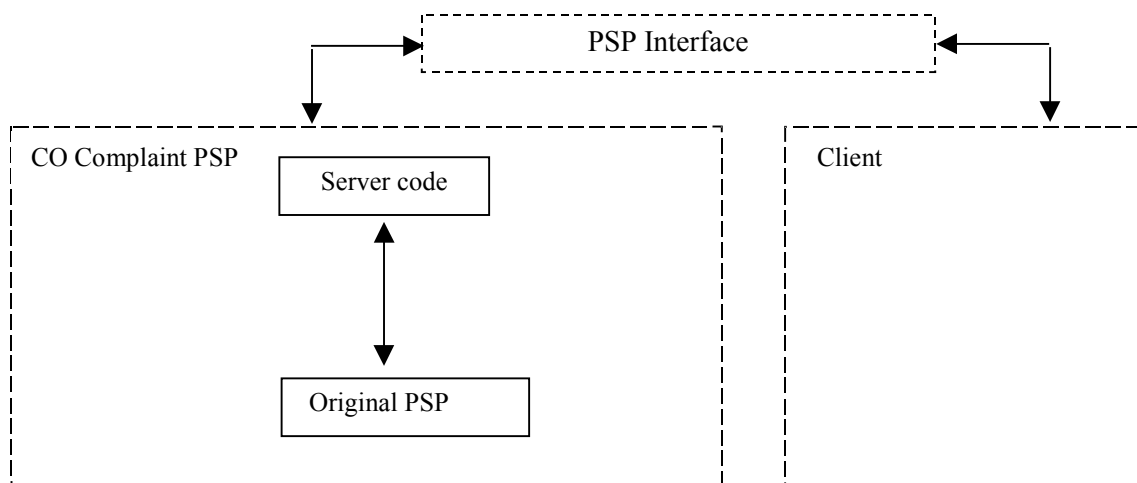 PSP Interface
CO Complaint PSP
Client
Server code
Original PSP